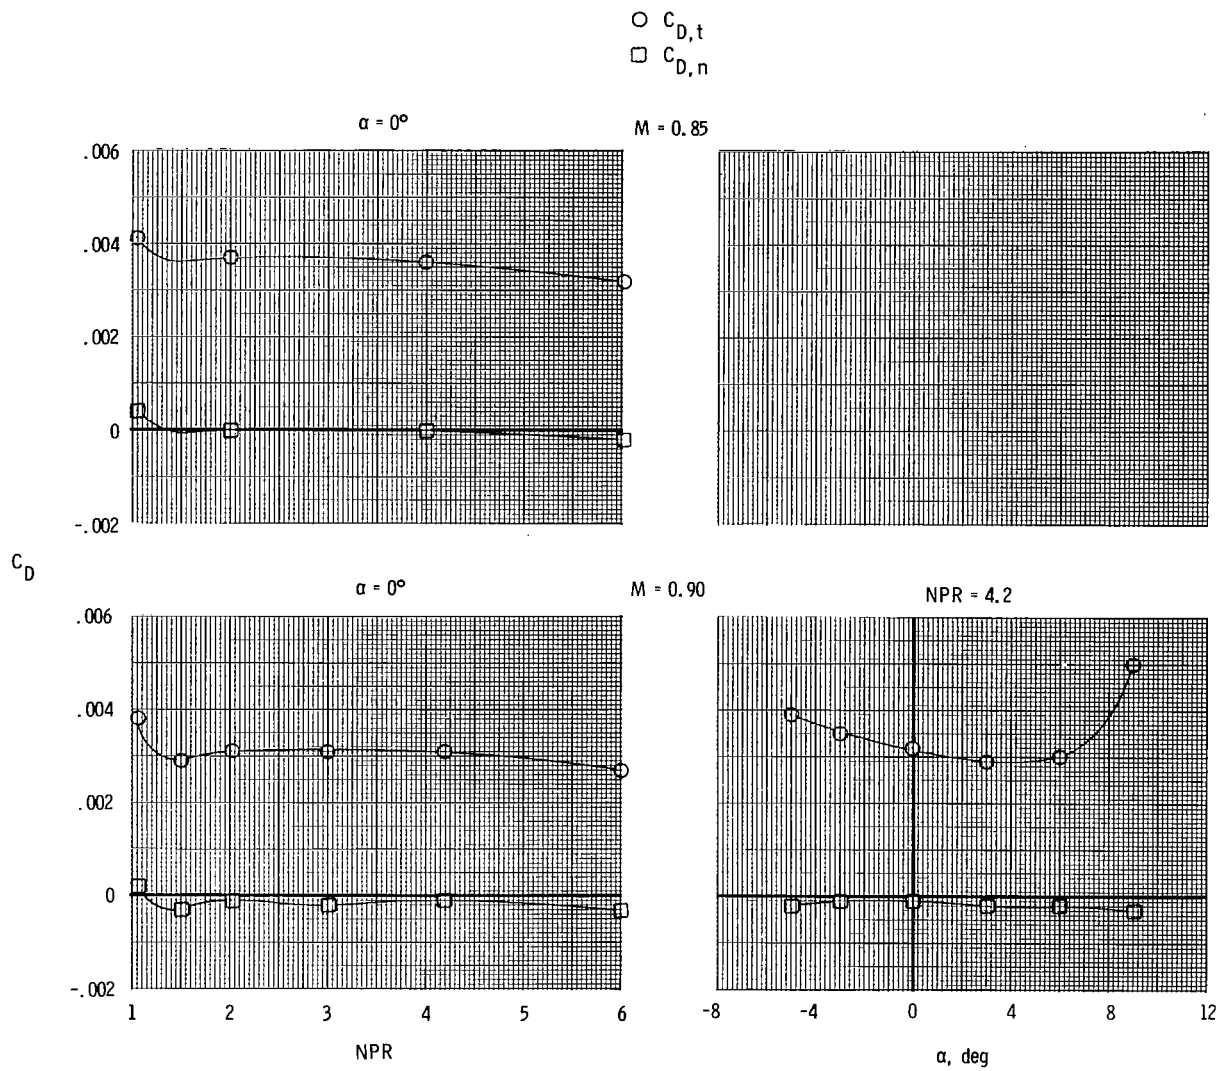 C_D,t
C_D,n
α = 0°
M = 0.85
.006
.004
.002
0
-.002
C_D
α = 0°
M = 0.90
NPR = 4.2
.006
.004
.002
0
-.002
1 2 3 4 5 6
-8 -4 0 4 8 12
NPR
α, deg